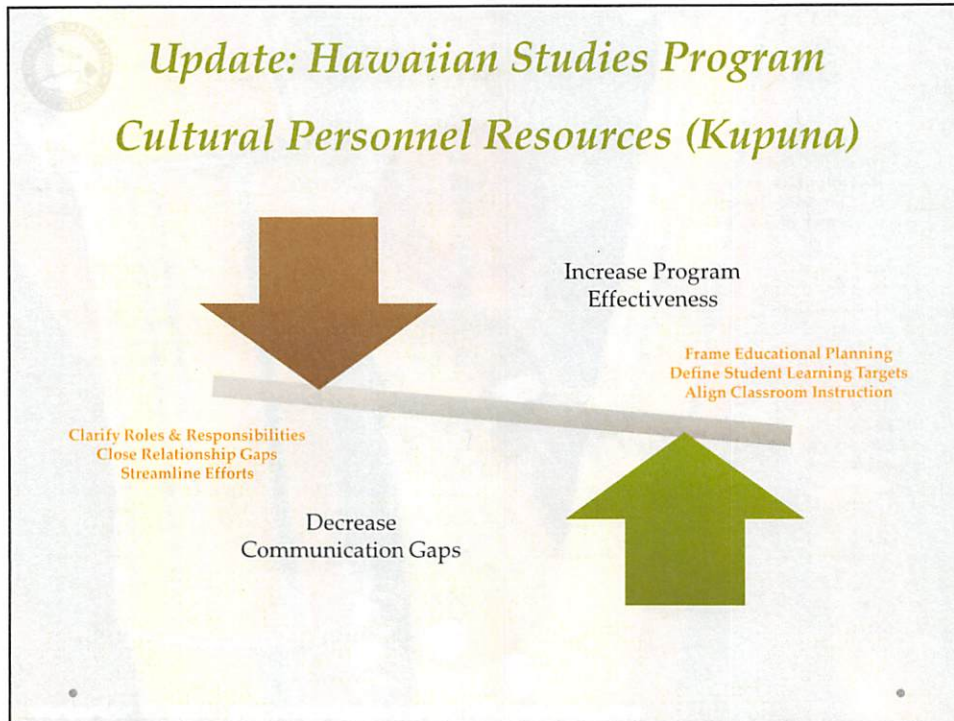 Update: Hawaiian Studies Program
Cultural Personnel Resources (Kupuna)
Increase Program
Effectiveness
Frame Educational Planning
Define Student Learning Targets
Align Classroom Instruction
Clarify Roles & Responsibilities
Close Relationship Gaps
Streamline Efforts
Decrease
Communication Gaps